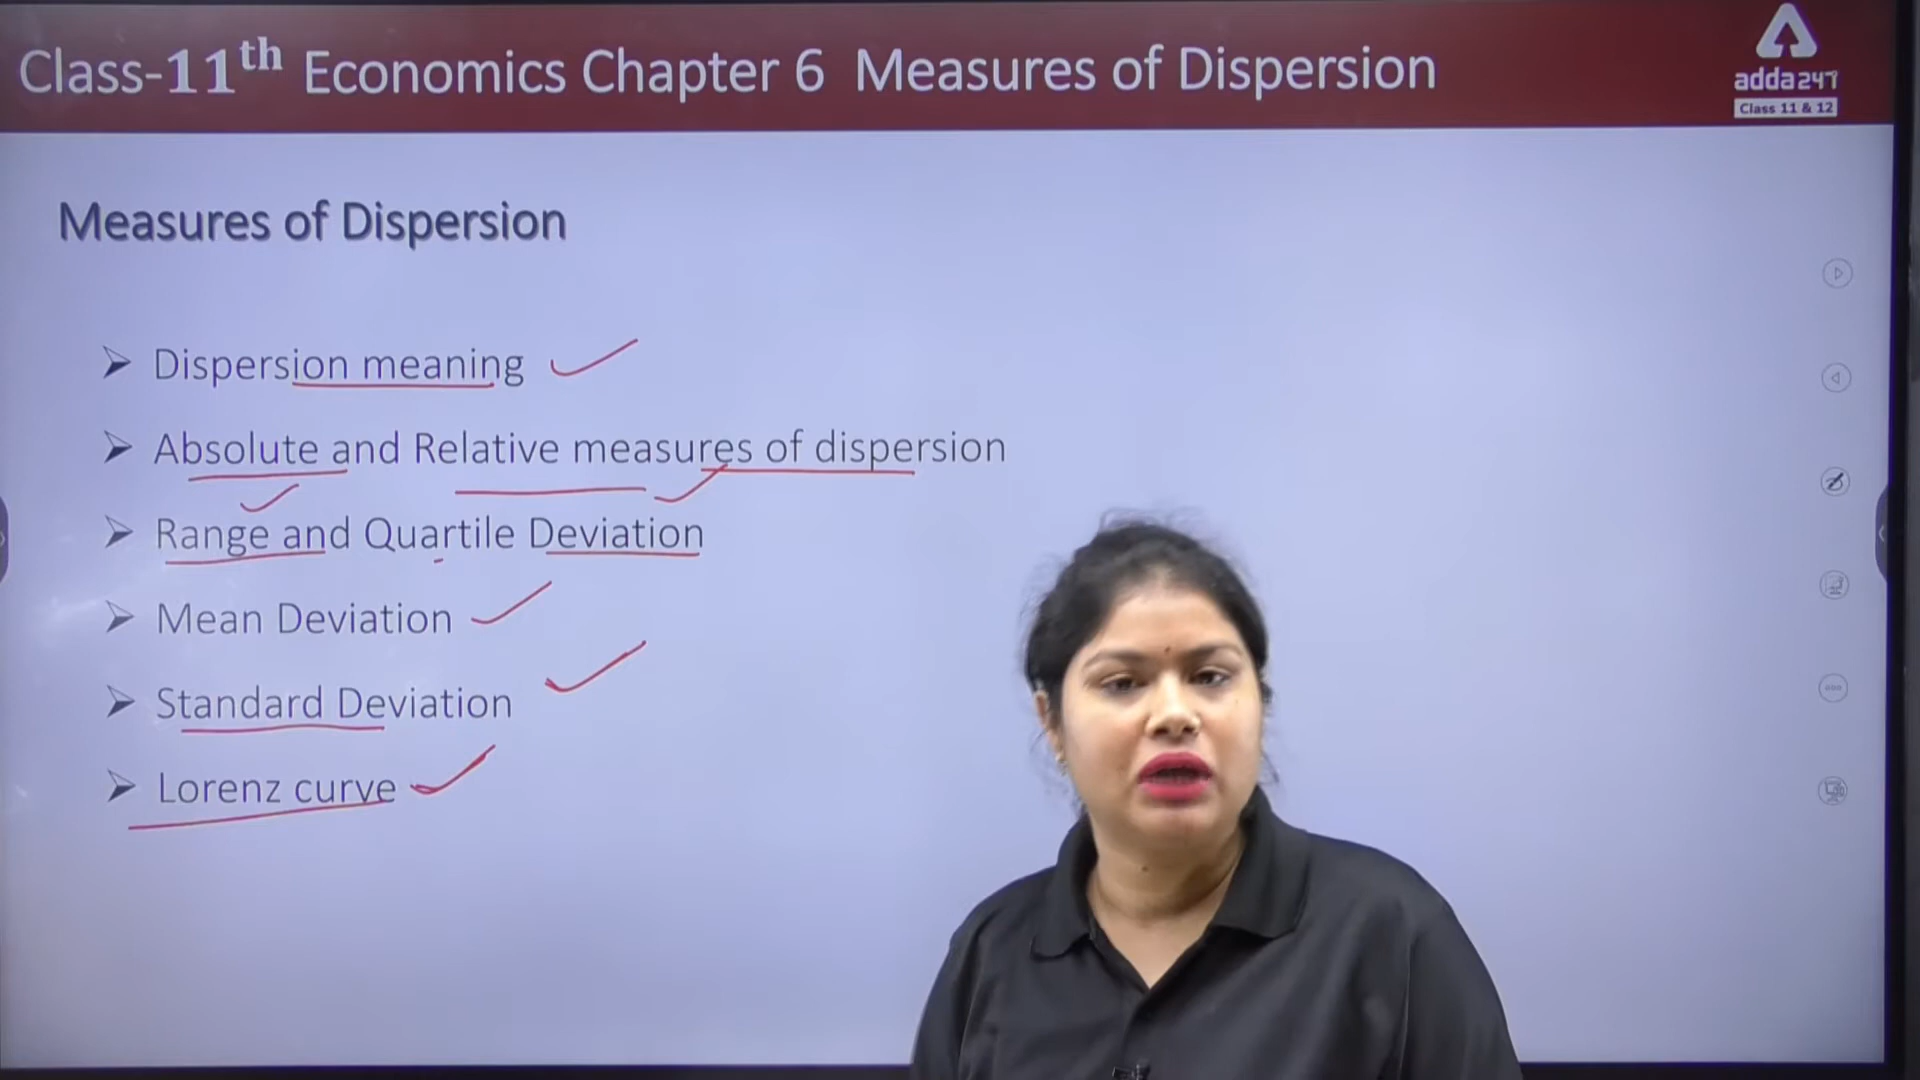 Class-11th Economics Chapter 6 Measures of Dispersion
adda247
Class 11 & 12
Measures of Dispersion
➢ Dispersion meaning
➢ Absolute and Relative measures of dispersion
➢ Range and Quartile Deviation
➢ Mean Deviation
➢ Standard Deviation
➢ Lorenz curve